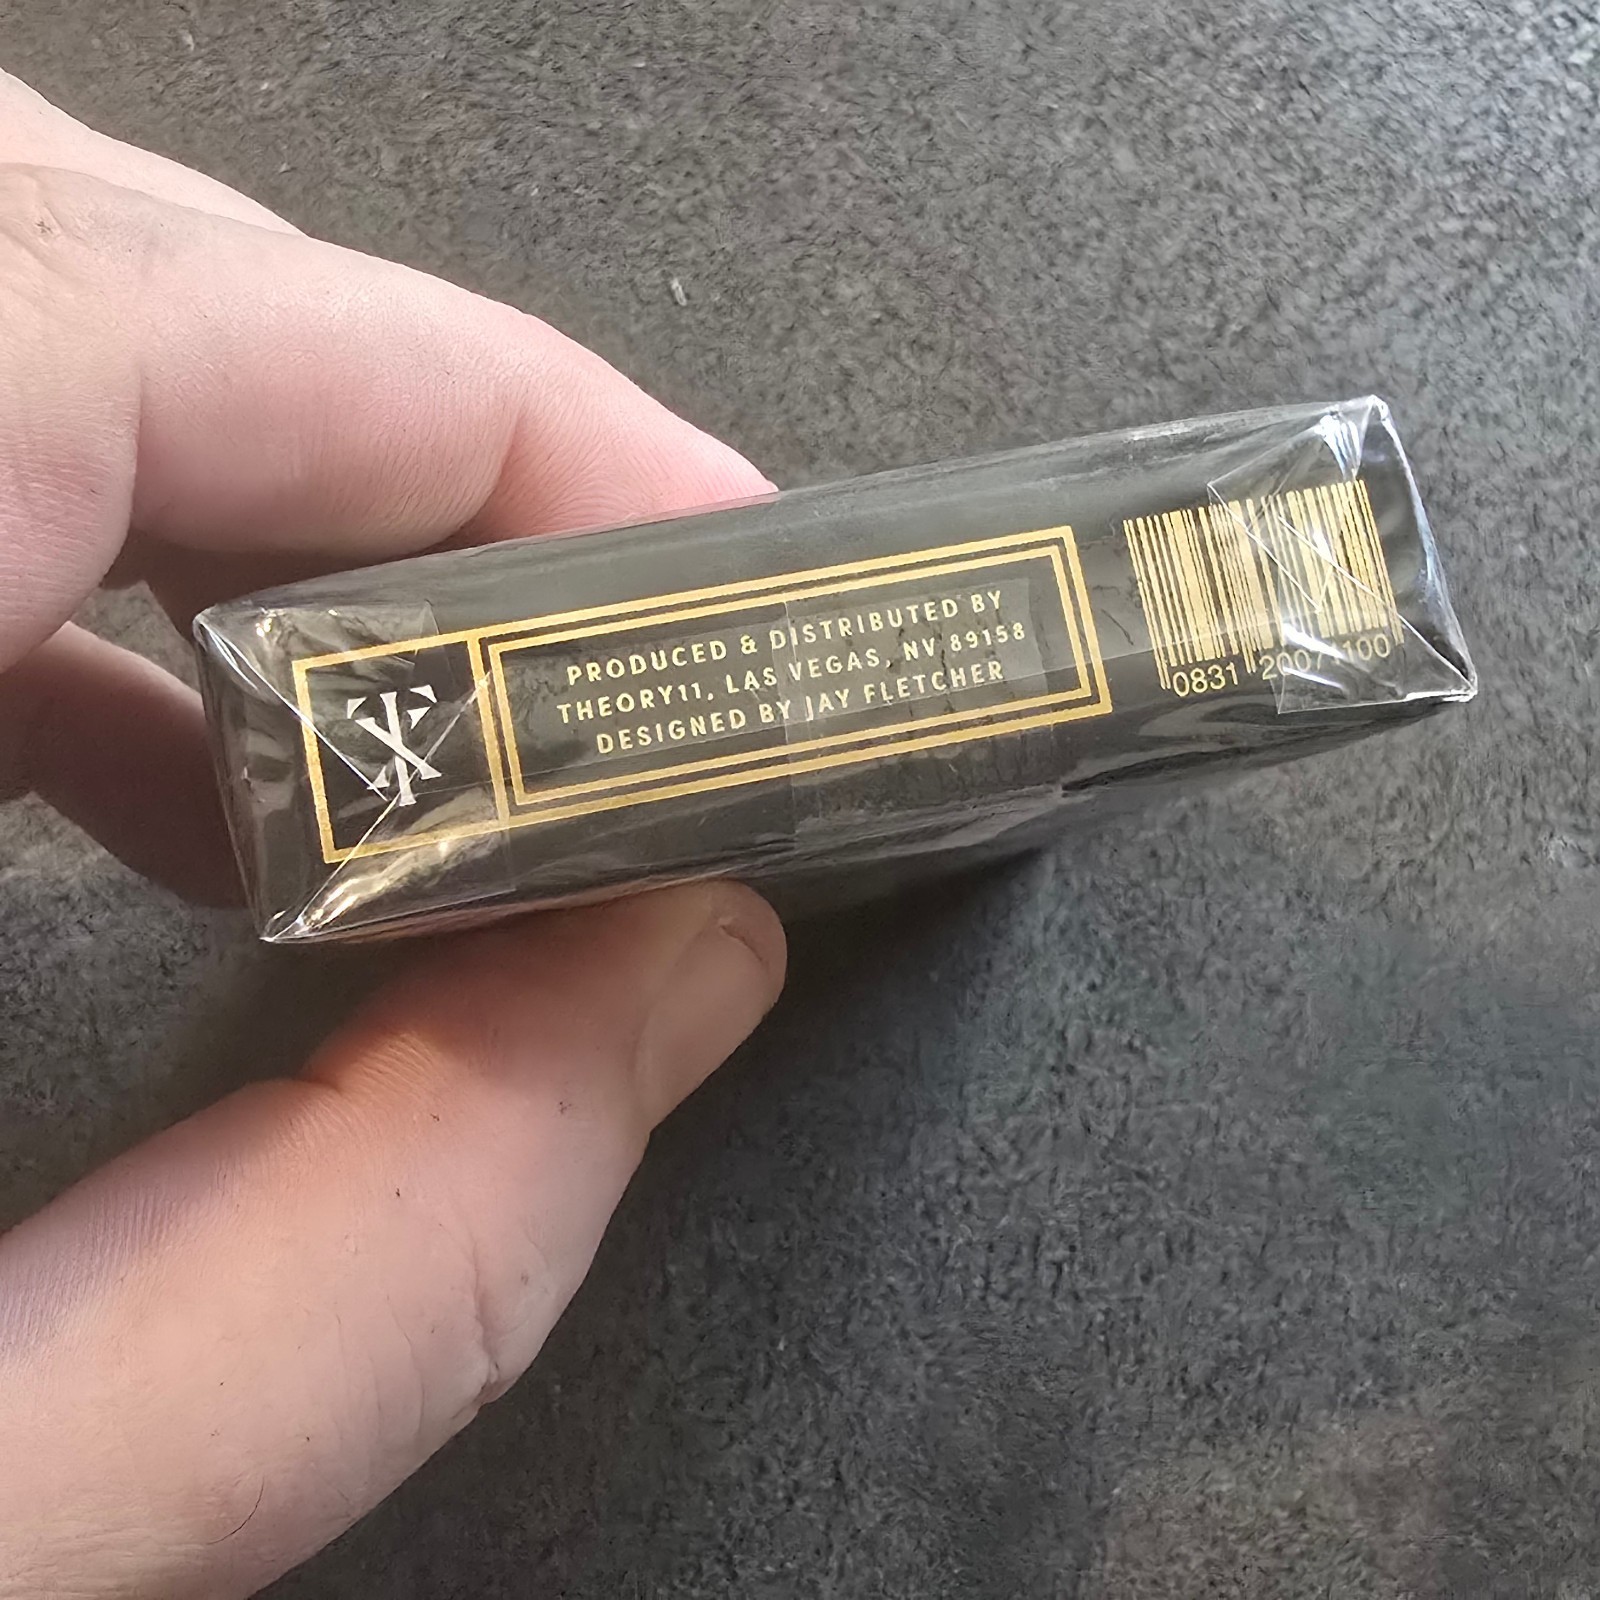 PRODUCED & DISTRIBUTED BY
THEORY11, LAS VEGAS, NV 89158
DESIGNED BY JAY FLETCHER
0831